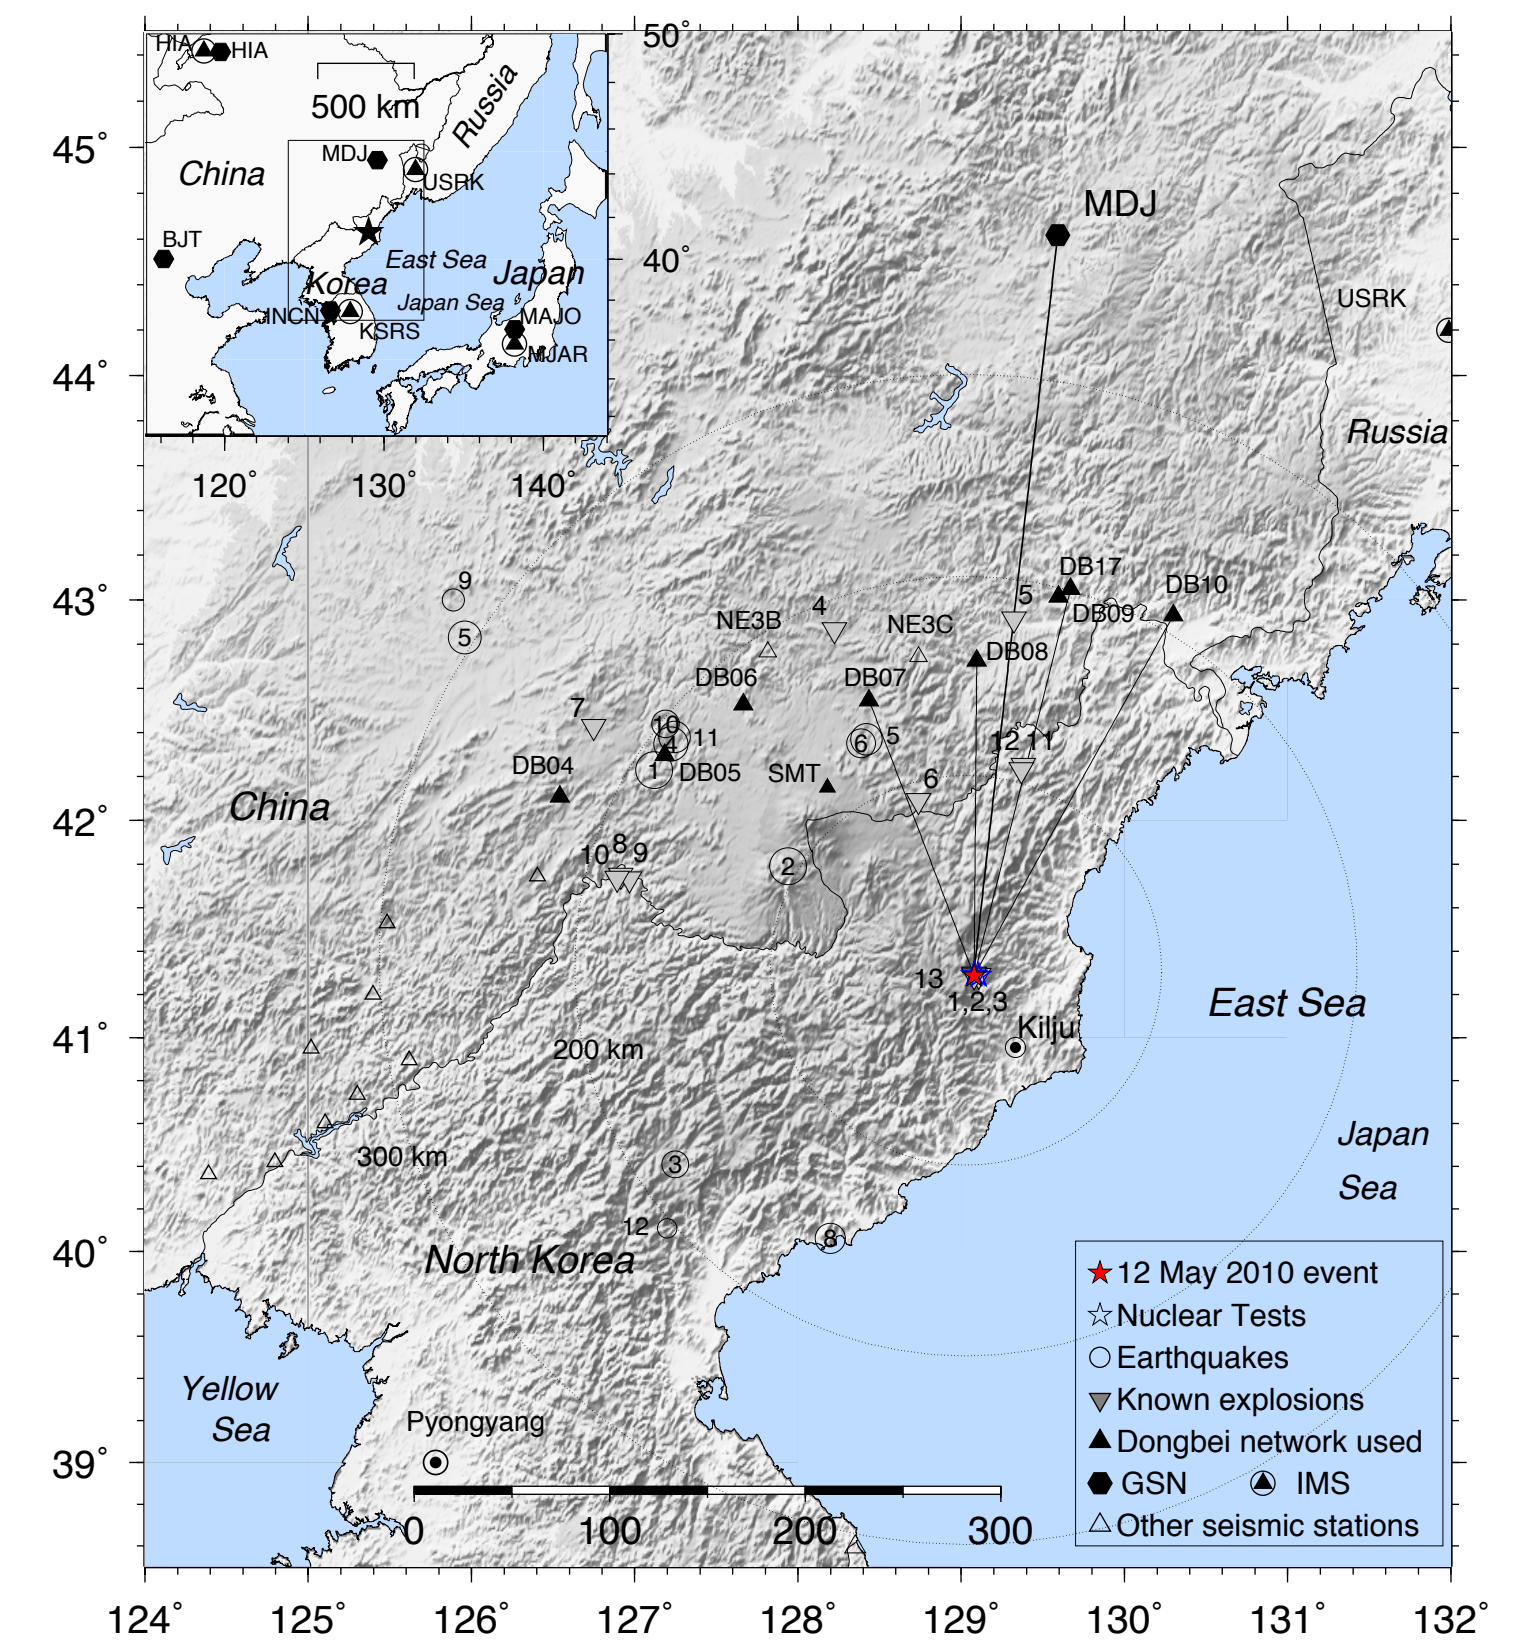 50°
HIA
HIA
500 km
Russia
45°
MDJ
China
USRK
MDJ
BJT
East Sea
40°
Korea
Japan
Japan Sea
USRK
INCN
MAJO
KSRS
MJAR
44°
Russia
120°
130°
140°
DB17
9
DB10
43°
4
5
NE3B
NE3C
DB09
5
DB08
DB06
DB07
7
10
11
6
5
12
11
4
DB04
1
DB05
SMT
6
China
42°
8
10
9
2
13
1,2,3
East Sea
Kilju
41°
200 km
Japan
300 km
3
Sea
12
8
40°
North Korea
12 May 2010 event
Nuclear Tests
Earthquakes
Yellow
Sea
Known explosions
Pyongyang
Dongbei network used
39°
GSN
IMS
Other seismic stations
0
100
200
300
124°
125°
126°
127°
128°
129°
130°
131°
132°